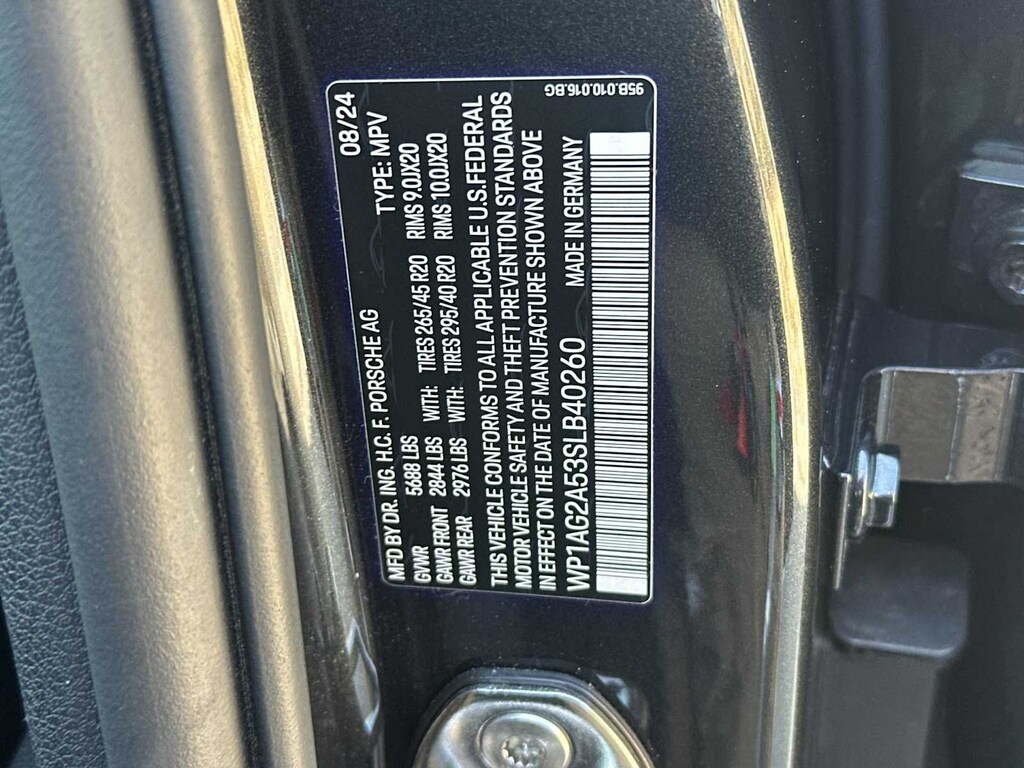 MFD BY DR. ING. H.C. F. PORSCHE AG 08/24
GVWR 5688 LBS TYPE: MPV
GAWR FRONT 2844 LBS WITH: TIRES 265/45 R20 RIMS 9.0JX20
GAWR REAR 2976 LBS WITH: TIRES 295/40 R20 RIMS 10.0JX20
THIS VEHICLE CONFORMS TO ALL APPLICABLE U.S. FEDERAL
MOTOR VEHICLE SAFETY AND THEFT PREVENTION STANDARDS
IN EFFECT ON THE DATE OF MANUFACTURE SHOWN ABOVE
WP1AG2A53SLB40260 MADE IN GERMANY
95B.010.016.BG